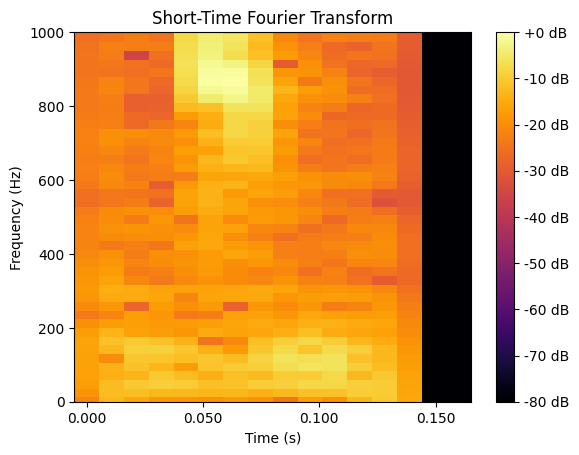 Short-Time Fourier Transform
1000
800
600
400
200
0
Frequency (Hz)
0.000
0.050
0.100
0.150
Time (s)
+0 dB
-10 dB
-20 dB
-30 dB
-40 dB
-50 dB
-60 dB
-70 dB
-80 dB